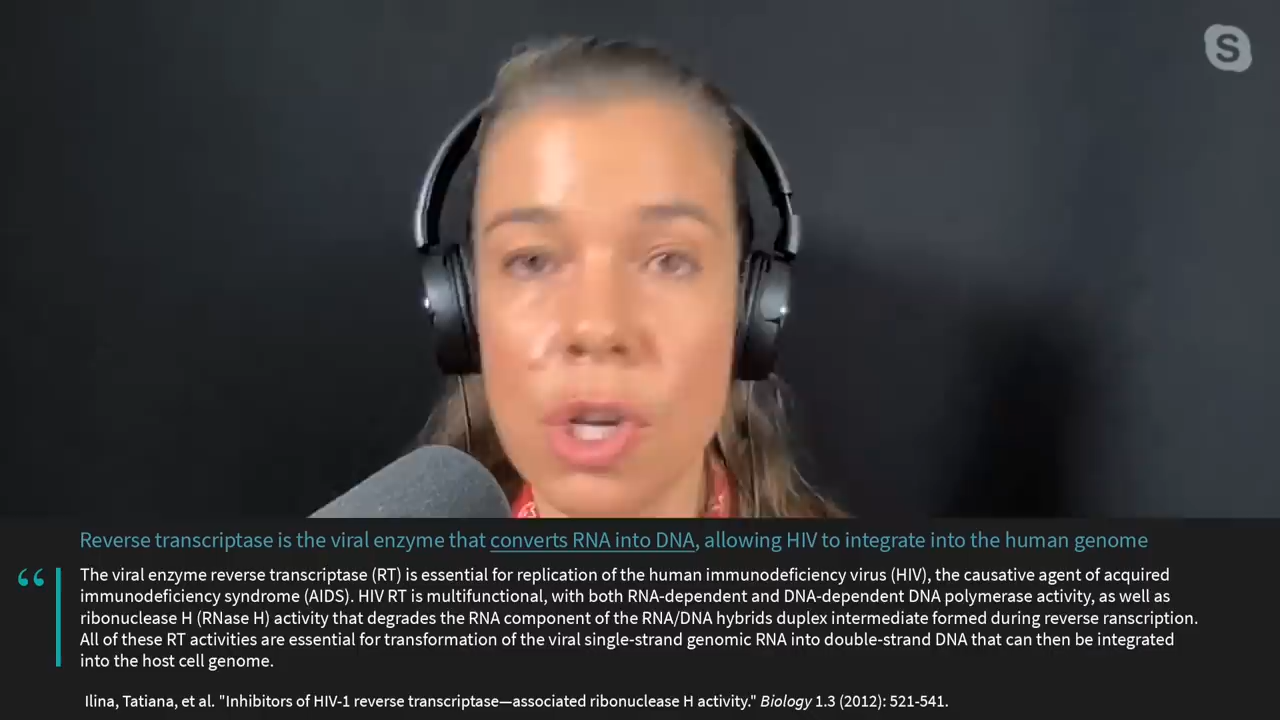 S
Reverse transcriptase is the viral enzyme that converts RNA into DNA, allowing HIV to integrate into the human genome
“
The viral enzyme reverse transcriptase (RT) is essential for replication of the human immunodeficiency virus (HIV), the causative agent of acquired
immunodeficiency syndrome (AIDS). HIV RT is multifunctional, with both RNA-dependent and DNA-dependent DNA polymerase activity, as well as
ribonuclease H (RNase H) activity that degrades the RNA component of the RNA/DNA hybrids duplex intermediate formed during reverse ranscription.
All of these RT activities are essential for transformation of the viral single-strand genomic RNA into double-strand DNA that can then be integrated
into the host cell genome.
Ilina, Tatiana, et al. "Inhibitors of HIV-1 reverse transcriptase—associated ribonuclease H activity." Biology 1.3 (2012): 521-541.